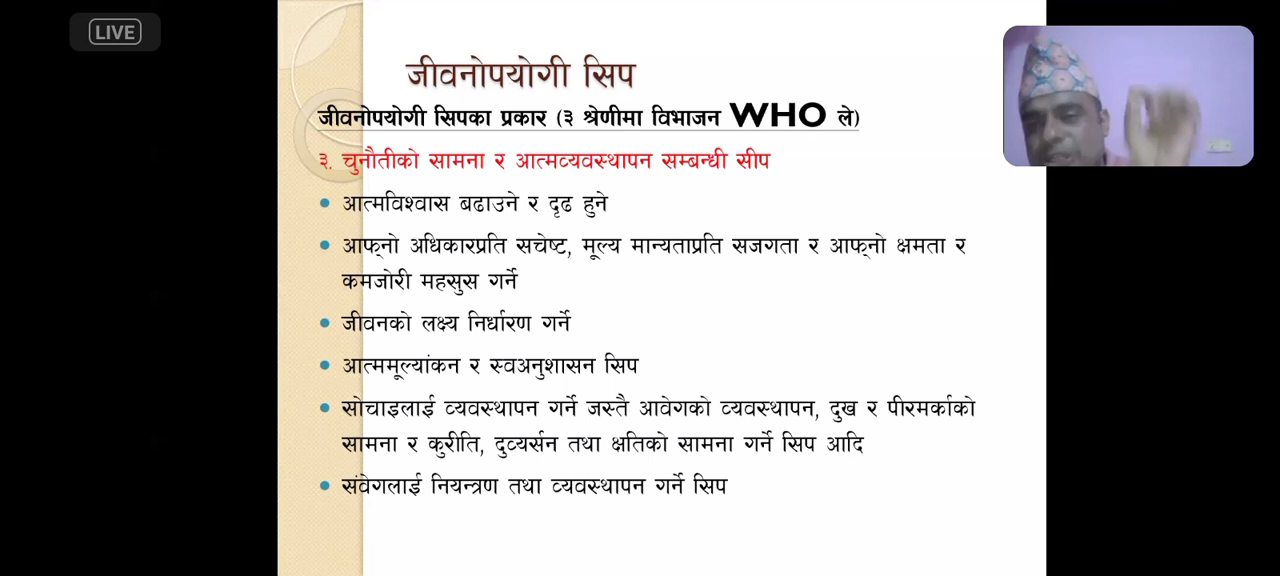 LIVE
जीवनोपयोगी सिप
जीवनोपयोगी सिपका प्रकार (३ श्रेणीमा विभाजन WHO ले)
३. चुनौतीको सामना र आत्मव्यवस्थापन सम्बन्धी सीप
• आत्मविश्वास बढाउने र दृढ हुने
• आफ्‌नो अधिकारप्रति सचेष्ट, मूल्य मान्यताप्रति सजगता र आफ्‌नो क्षमता र
कमजोरी महसुस गर्ने
• जीवनको लक्ष्य निर्धारण गर्ने
• आत्ममूल्यांकन र स्वअनुशासन सिप
• सोचाइलाई व्यवस्थापन गर्ने जस्तै आवेगको व्यवस्थापन, दुख र पीरमर्काको
सामना र कुरीति, दुव्यर्सन तथा क्षतिको सामना गर्ने सिप आदि
• संवेगलाई नियन्त्रण तथा व्यवस्थापन गर्ने सिप